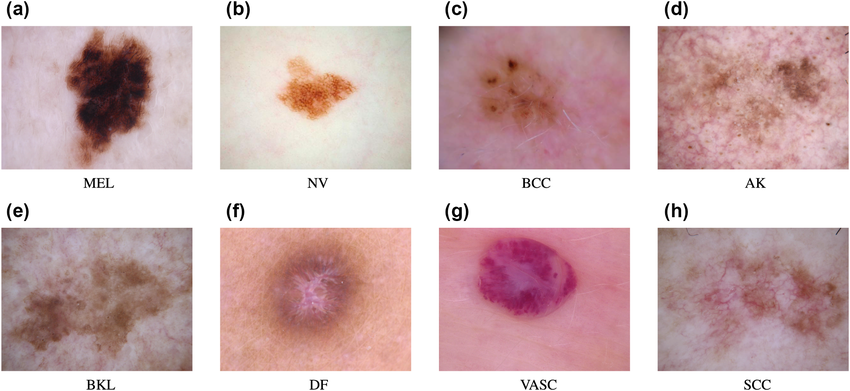 (a) (b) (c) (d)
MEL NV BCC AK
(e) (f) (g) (h)
BKL DF VASC SCC